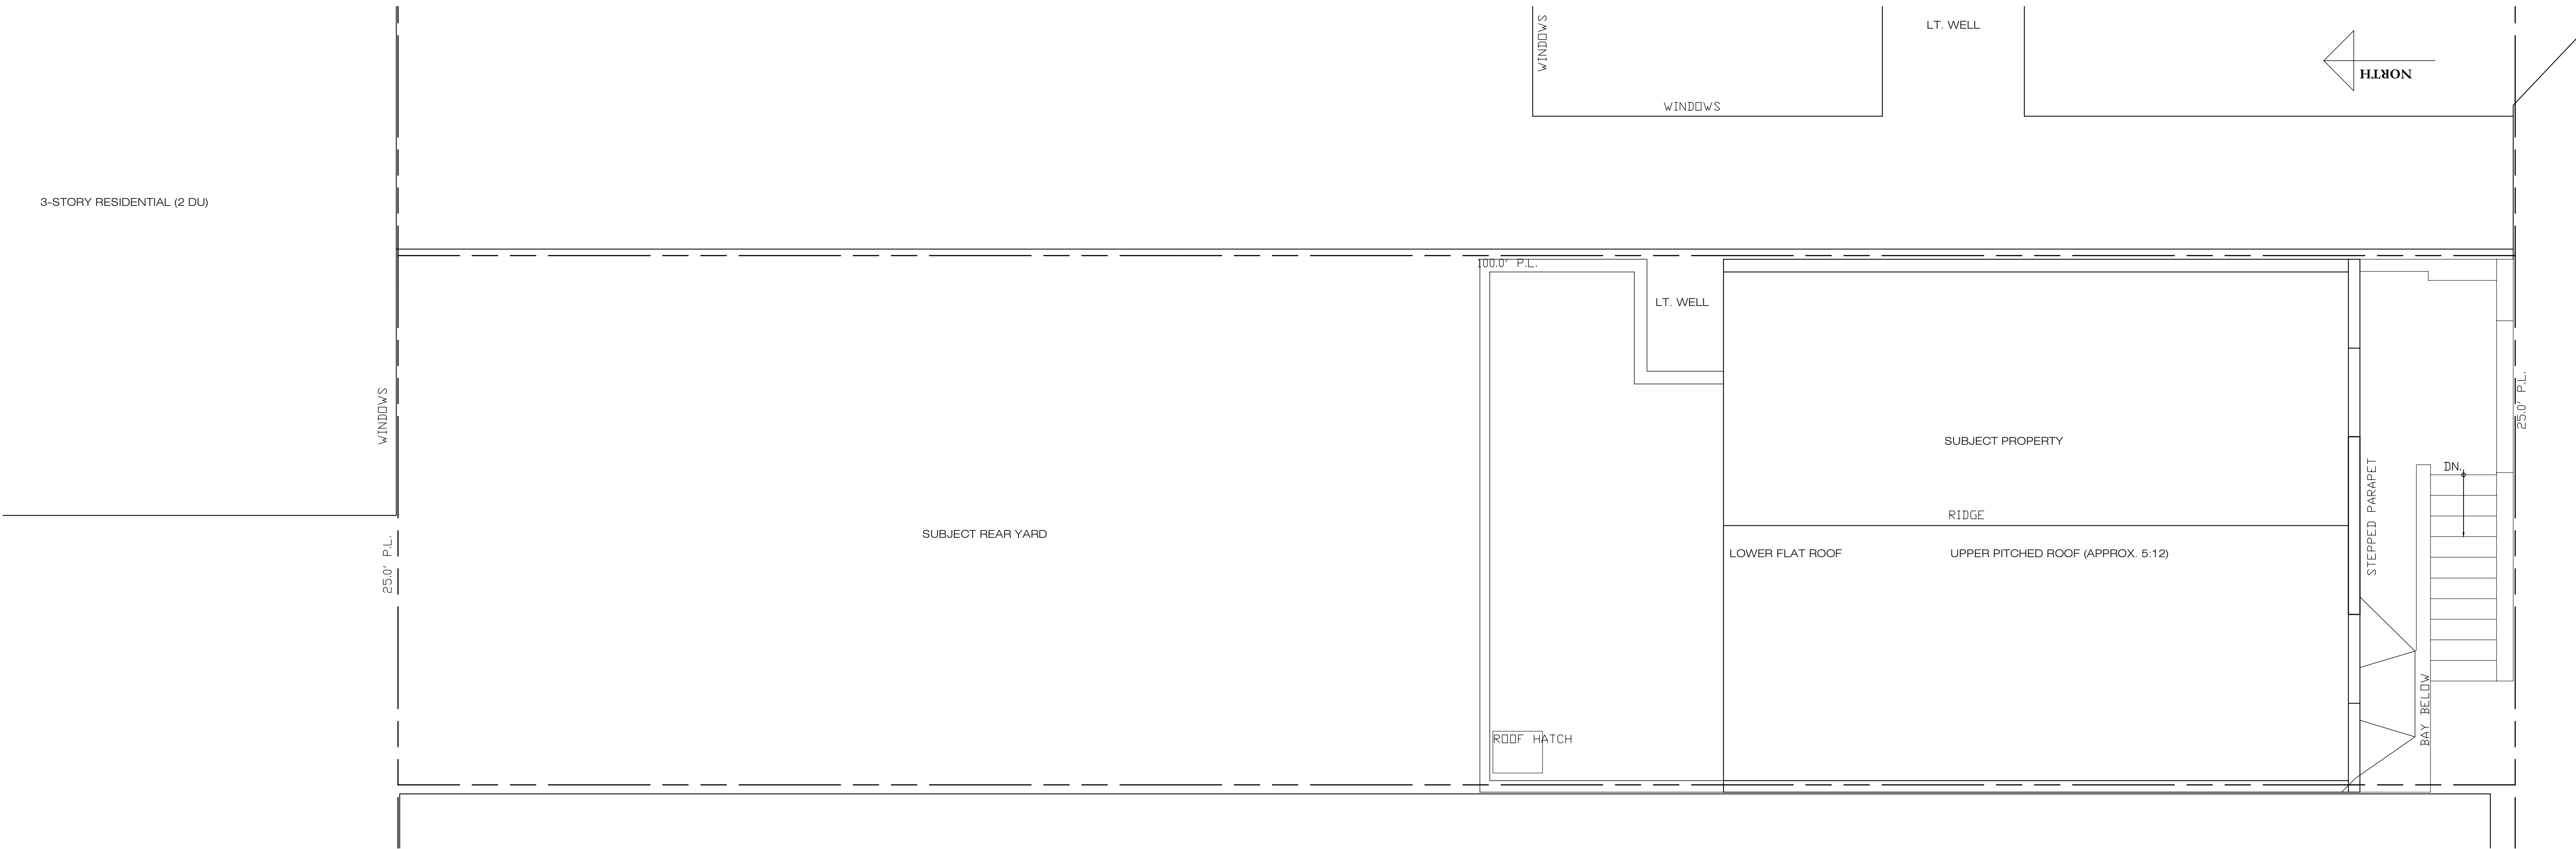 WINDOWS
LT. WELL
NORTH
WINDOWS
3-STORY RESIDENTIAL (2 DU)
100.0' P.L.
LT. WELL
WINDOWS
25.0' P.L.
SUBJECT PROPERTY
DN.
STEPPED PARAPET
RIDGE
SUBJECT REAR YARD
25.0' P.L.
LOWER FLAT ROOF
UPPER PITCHED ROOF (APPROX. 5:12)
BAY BELOW
ROOF HATCH